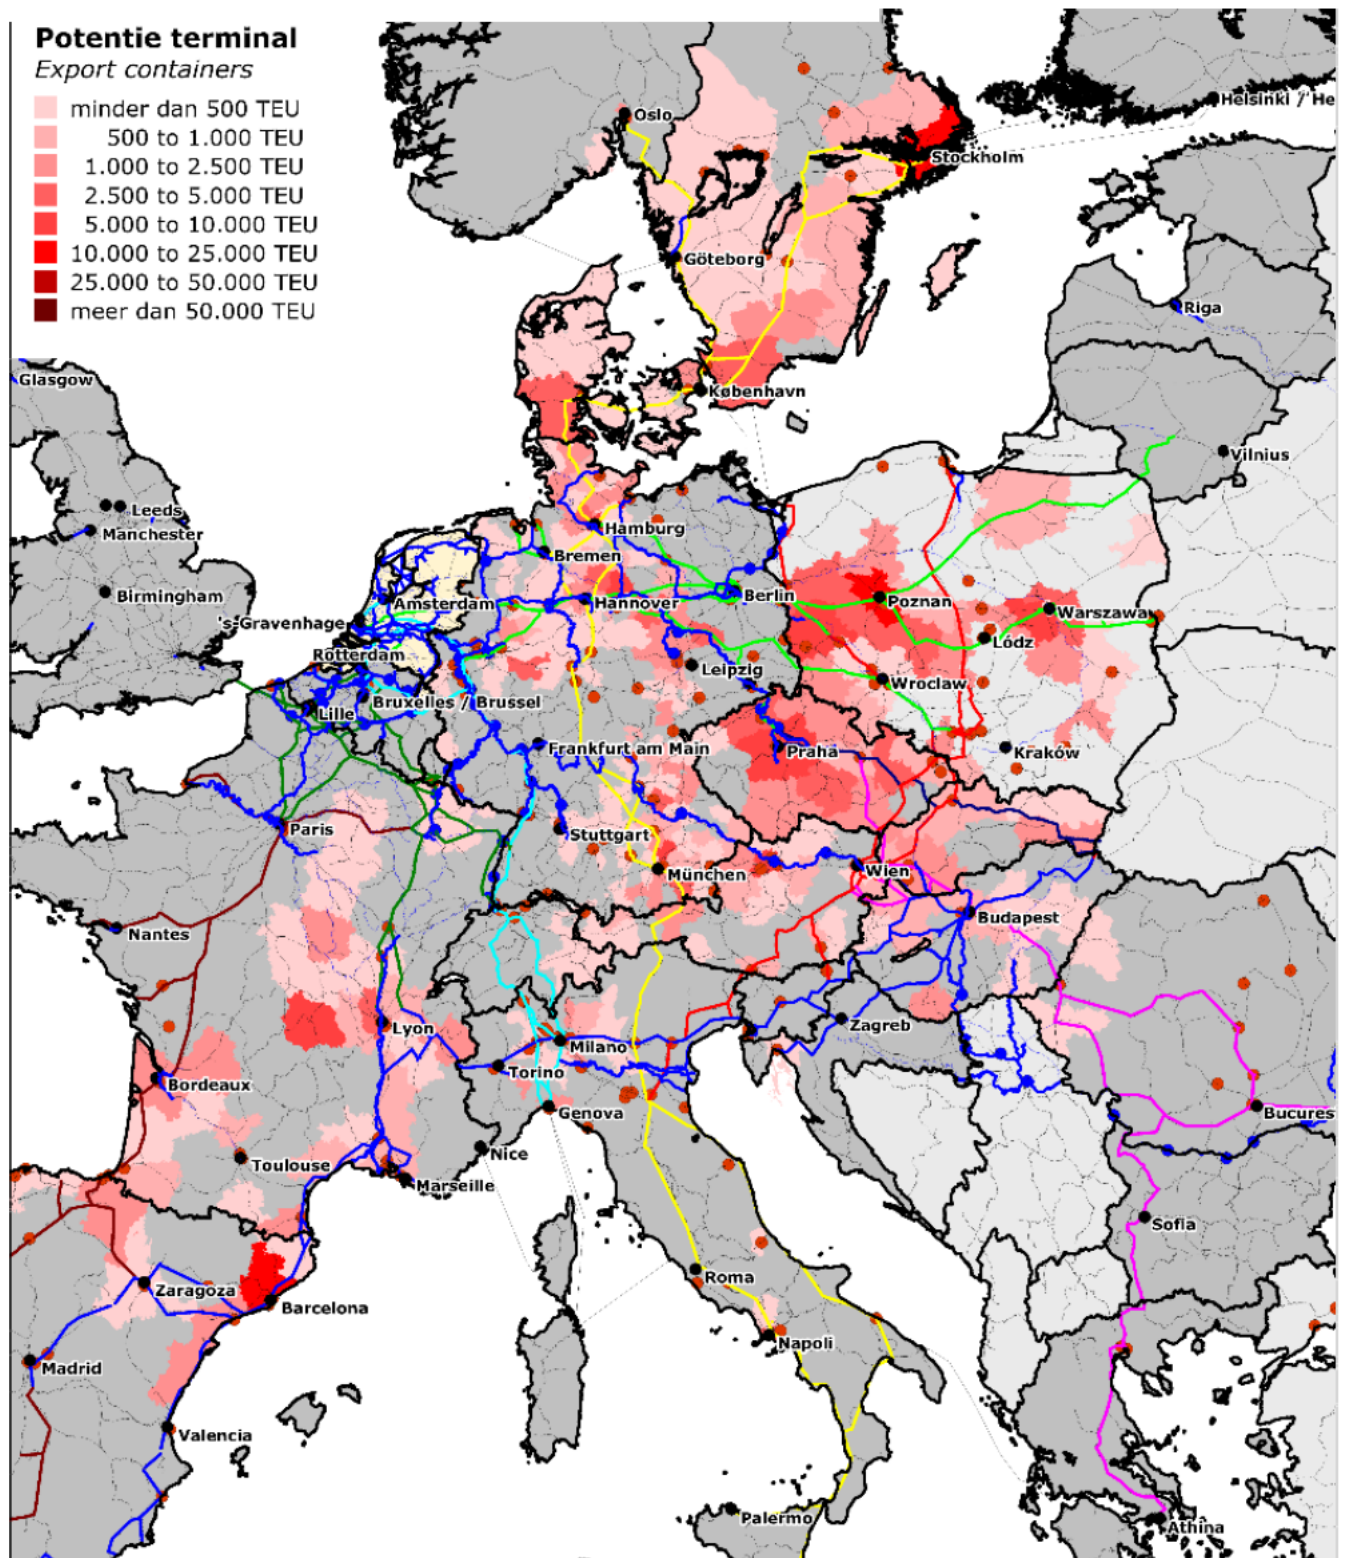 Potentie terminal
Export containers
minder dan 500 TEU
500 to 1.000 TEU
1.000 to 2.500 TEU
2.500 to 5.000 TEU
5.000 to 10.000 TEU
10.000 to 25.000 TEU
25.000 to 50.000 TEU
meer dan 50.000 TEU
Oslo
Helsinki / He
Stockholm
Göteborg
Riga
Glasgow
København
Vilnius
Leeds
Manchester
Hamburg
Bremen
Birmingham
Amsterdam
Hannover
Berlin
Poznan
Warszawa
's-Gravenhage
Lódz
Rotterdam
Leipzig
Wroclaw
Bruxelles / Brussel
Lille
Frankfurt am Main
Praha
Kraków
Paris
Stuttgart
München
Wien
Budapest
Nantes
Lyon
Zagreb
Milano
Torino
Bordeaux
Genova
Bucures
Nice
Toulouse
Marseille
Sofia
Roma
Zaragoza
Barcelona
Napoli
Madrid
Valencia
Palermo
Athina